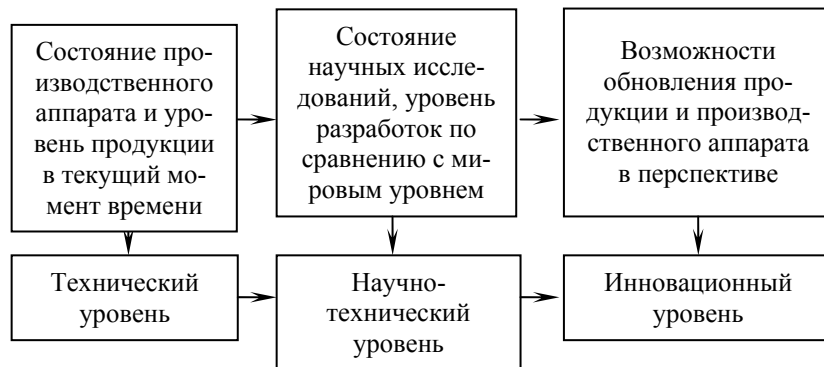 Состояние про-
изводственного
аппарата и уро-
вень продукции
в текущий мо-
мент времени
Состояние
научных иссле-
дований, уровень
разработок по
сравнению с ми-
ровым уровнем
Возможности
обновления про-
дукции и производ-
ственного аппарата
в перспективе
Технический
уровень
Научно-
технический
уровень
Инновационный
уровень